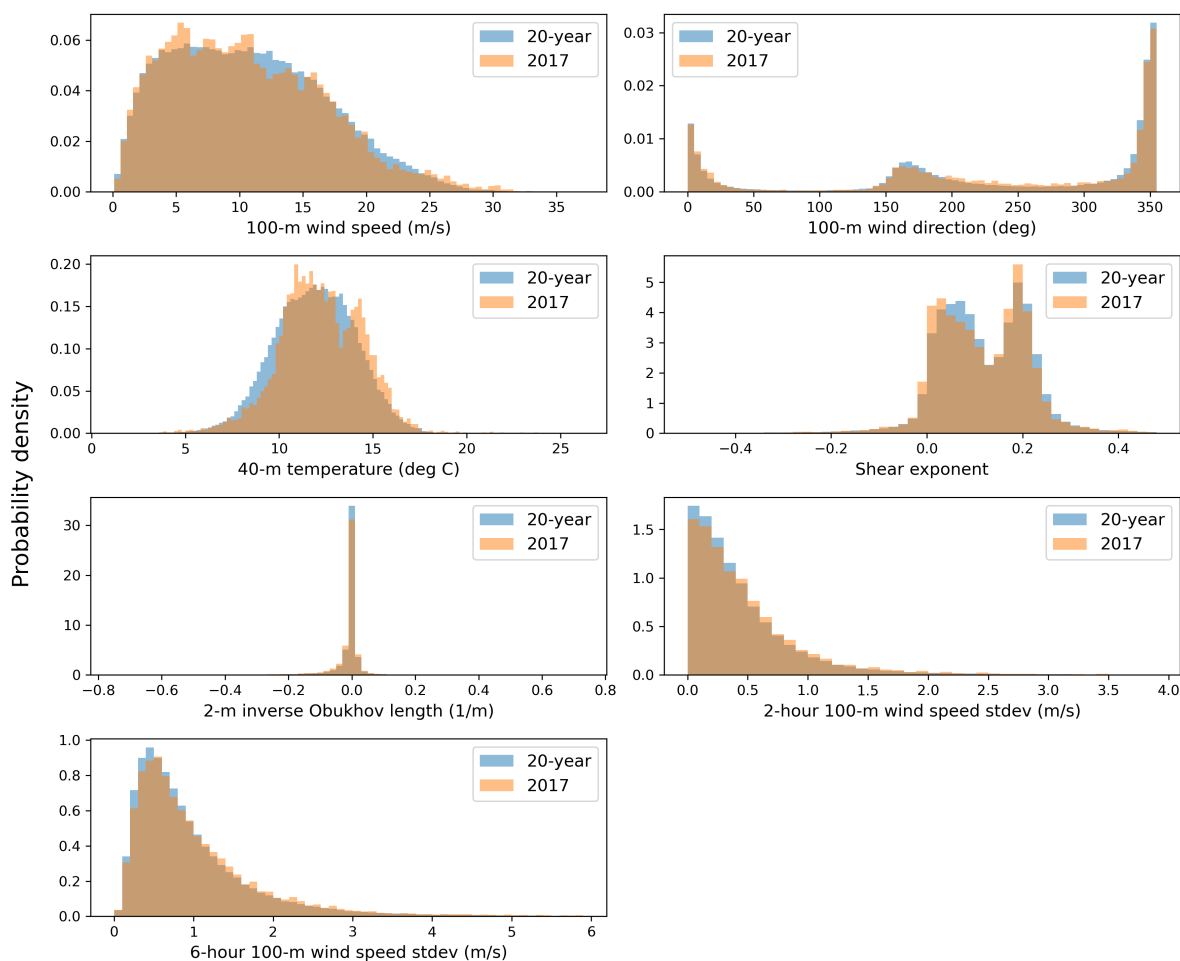 Probability density
0.06
0.04
0.02
0.00
20-year
2017
0 5 10 15 20 25 30 35
100-m wind speed (m/s)
0.03
0.02
0.01
0.00
20-year
2017
0 50 100 150 200 250 300 350
100-m wind direction (deg)
0.20
0.15
0.10
0.05
0.00
20-year
2017
0 5 10 15 20 25
40-m temperature (deg C)
5
4
3
2
1
0
20-year
2017
−0.4 −0.2 0.0 0.2 0.4
Shear exponent
30
20
10
0
20-year
2017
−0.8 −0.6 −0.4 −0.2 0.0 0.2 0.4 0.6 0.8
2-m inverse Obukhov length (1/m)
1.5
1.0
0.5
0.0
20-year
2017
0.0 0.5 1.0 1.5 2.0 2.5 3.0 3.5 4.0
2-hour 100-m wind speed stdev (m/s)
1.0
0.8
0.6
0.4
0.2
0.0
20-year
2017
0 1 2 3 4 5 6
6-hour 100-m wind speed stdev (m/s)